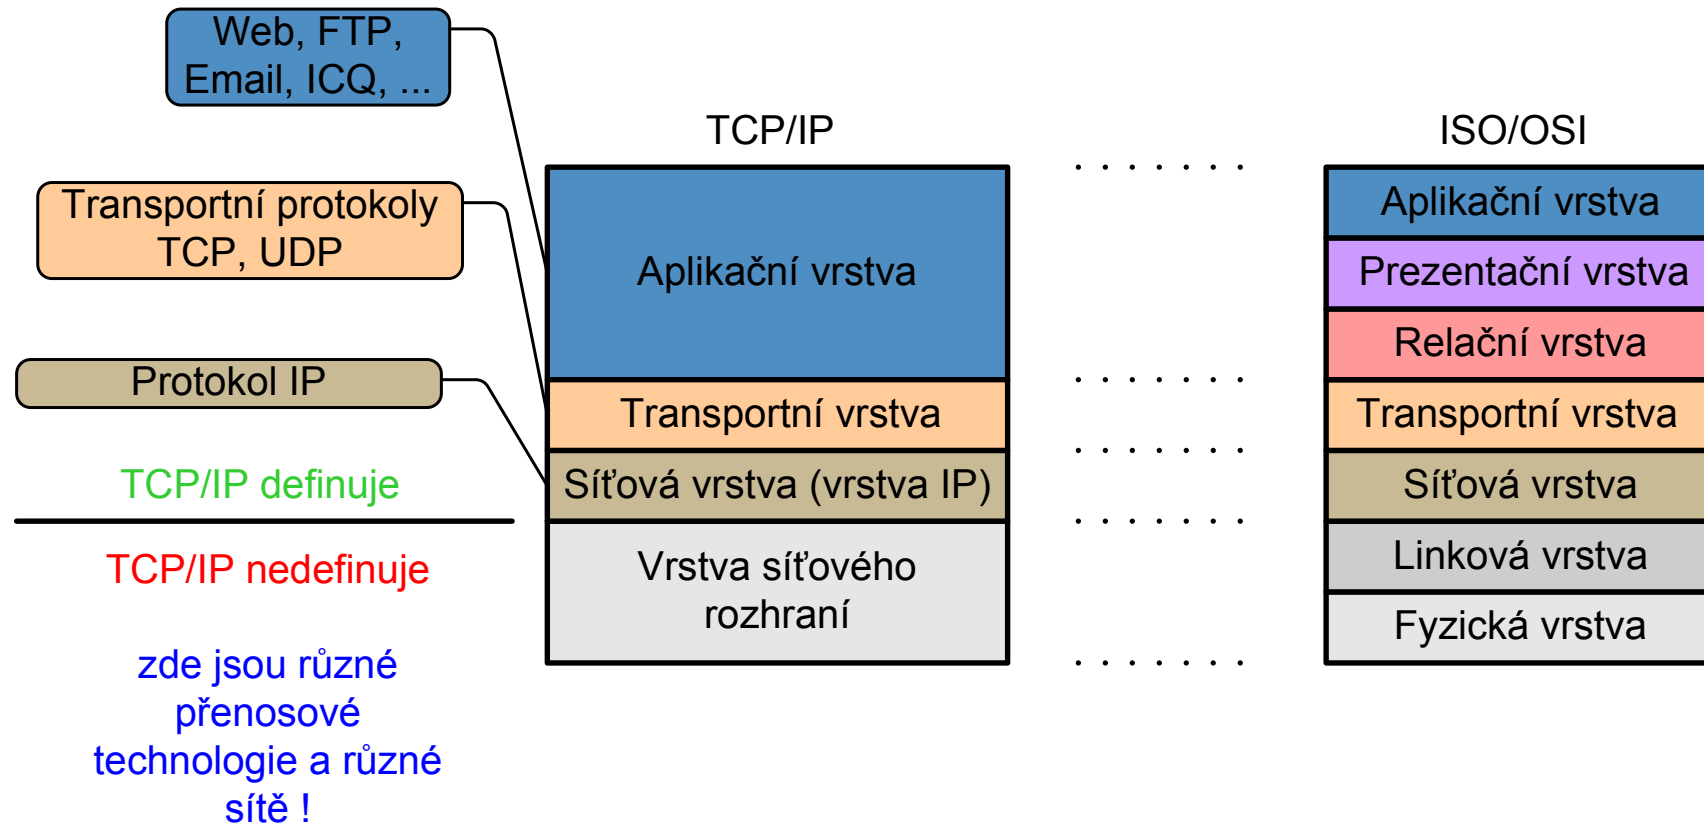 Web, FTP,
Email, ICQ, ...
Transportní protokoly
TCP, UDP
Protokol IP
TCP/IP definuje
TCP/IP nedefinuje
zde jsou různé
přenosové
technologie a různé
sítě !
TCP/IP
Aplikační vrstva
Transportní vrstva
Síťová vrstva (vrstva IP)
Vrstva síťového
rozhraní
ISO/OSI
Aplikační vrstva
Prezentační vrstva
Relační vrstva
Transportní vrstva
Síťová vrstva
Linková vrstva
Fyzická vrstva